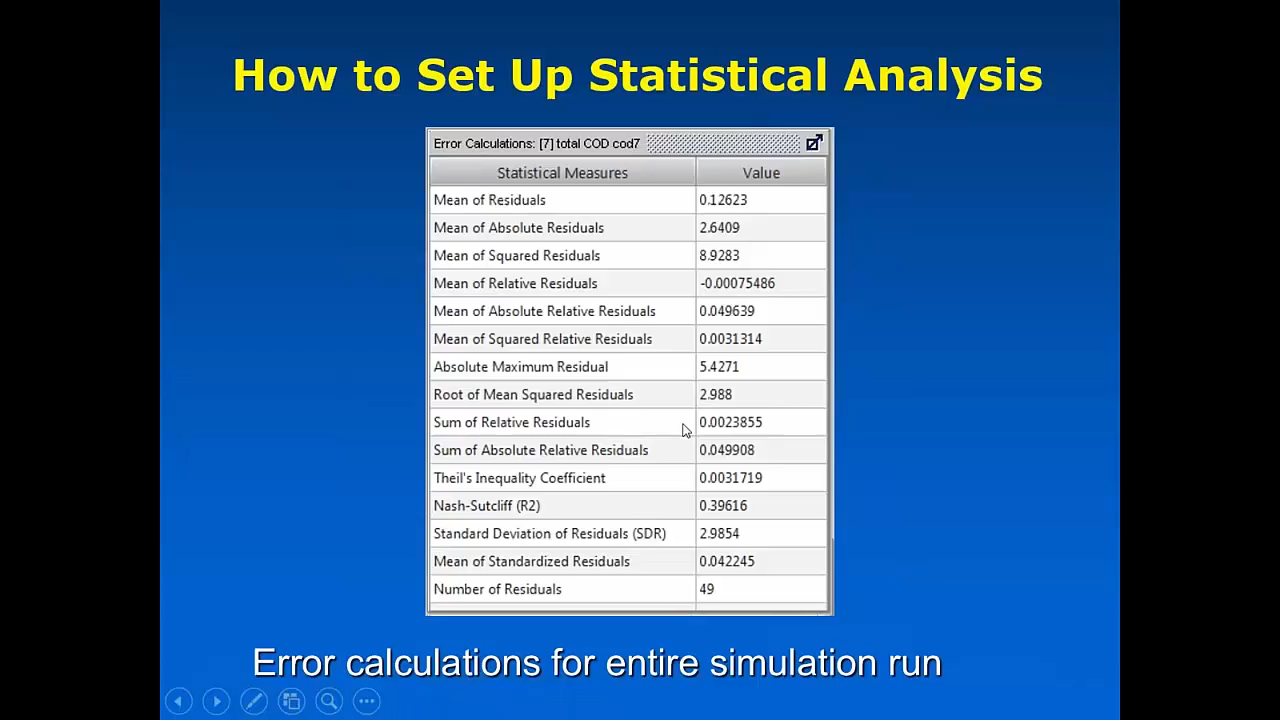 How to Set Up Statistical Analysis
Error Calculations: [7] total COD cod7
Statistical Measures Value
Mean of Residuals 0.12623
Mean of Absolute Residuals 2.6409
Mean of Squared Residuals 8.9283
Mean of Relative Residuals -0.00075486
Mean of Absolute Relative Residuals 0.049639
Mean of Squared Relative Residuals 0.0031314
Absolute Maximum Residual 5.4271
Root of Mean Squared Residuals 2.988
Sum of Relative Residuals 0.0023855
Sum of Absolute Relative Residuals 0.049908
Theil's Inequality Coefficient 0.0031719
Nash-Sutcliff (R2) 0.39616
Standard Deviation of Residuals (SDR) 2.9854
Mean of Standardized Residuals 0.042245
Number of Residuals 49
Error calculations for entire simulation run